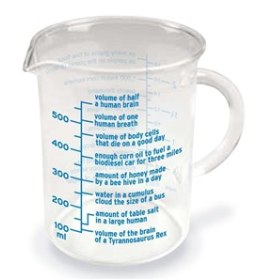 volume of half
a human brain
500
volume of one
human breath
volume of body cells
that die on a good day
400
enough corn oil to fuel a
biodiesel car for three miles
300
amount of honey made
by a bee hive in a day
water in a cumulus
cloud the size of a bus
200
amount of table salt
in a large human
100
ml
volume of the brain
of a Tyrannosaurus Rex